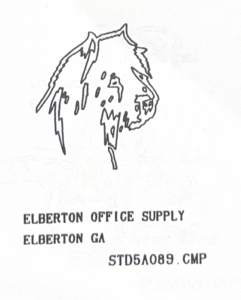 ELBERTON OFFICE SUPPLY
ELBERTON GA
STD5A089.CMP